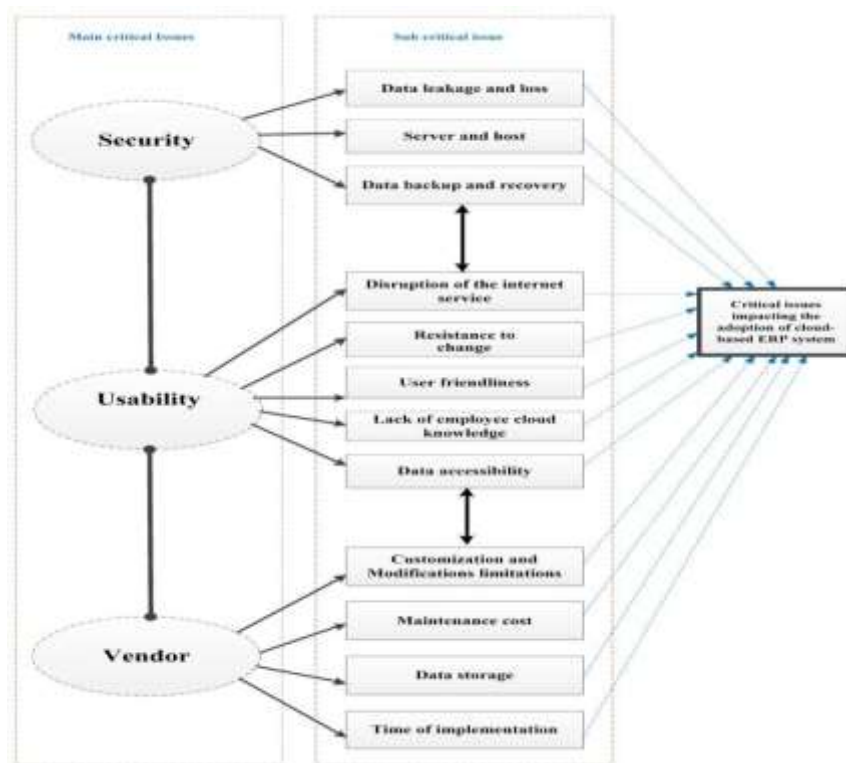 Main critical Issues
Sub critical issue
Security
Data leakage and loss
Server and host
Data backup and recovery
Usability
Disruption of the internet
service
Resistance to
change
User friendliness
Lack of employee cloud
knowledge
Data accessibility
Vendor
Customization and
Modifications limitations
Maintenance cost
Data storage
Time of implementation
Critical issues
impacting the
adoption of cloud-
based ERP system